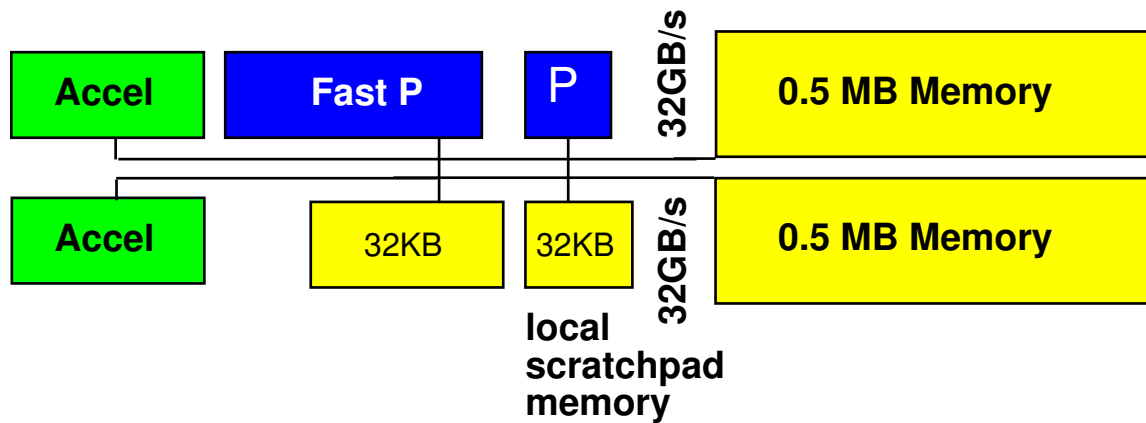 Accel
Fast P
P
32GB/s
0.5 MB Memory
Accel
32KB
32KB
32GB/s
0.5 MB Memory
local
scratchpad
memory